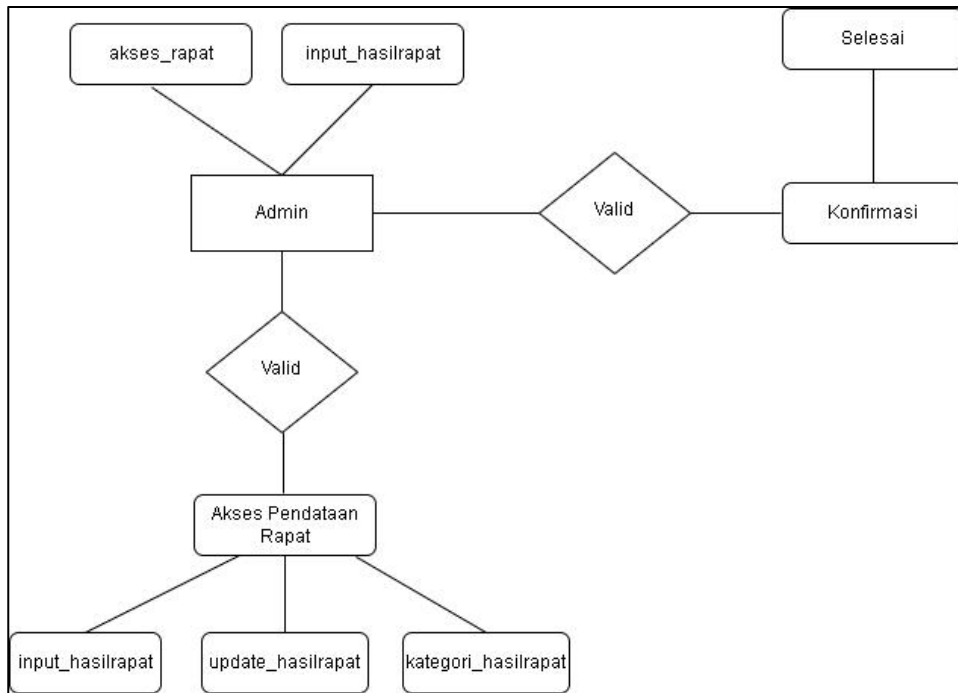 akses_rapat
input_hasilrapat
Selesai
Admin
Valid
Konfirmasi
Valid
Akses Pendataan
Rapat
input_hasilrapat
update_hasilrapat
kategori_hasilrapat